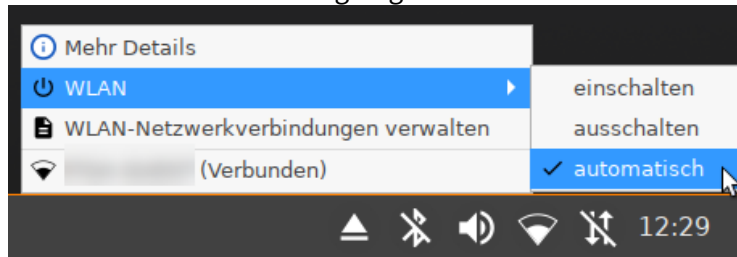 Mehr Details
WLAN
einschalten
WLAN-Netzwerkverbindungen verwalten
ausschalten
(Verbunden)
automatisch
12:29